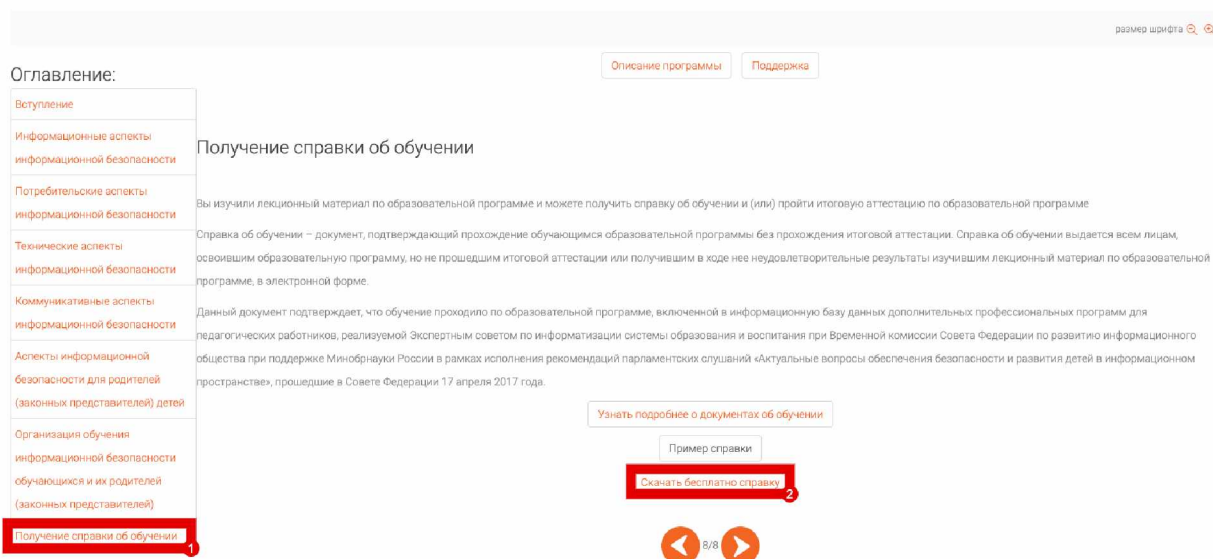 размер шрифта
Описание программы
Поддержка
Оглавление:
Вступление
Информационные аспекты
информационной безопасности
Потребительские аспекты
информационной безопасности
Технические аспекты
информационной безопасности
Коммуникативные аспекты
информационной безопасности
Аспекты информационной
безопасности для родителей
(законных представителей) детей
Организация обучения
информационной безопасности
обучающихся и их родителей
(законных представителей)
Получение справки об обучении
1
Получение справки об обучении
Вы изучили лекционный материал по образовательной программе и можете получить справку об обучении и (или) пройти итоговую аттестацию по образовательной программе
Справка об обучении – документ, подтверждающий прохождение обучающимся образовательной программы без прохождения итоговой аттестации. Справка об обучении выдается всем лицам,
освоившим образовательную программу, но не прошедшим итоговой аттестации или получившим в ходе нее неудовлетворительные результаты изучившим лекционный материал по образовательной
программе, в электронной форме.
Данный документ подтверждает, что обучение проходило по образовательной программе, включенной в информационную базу данных дополнительных профессиональных программ для
педагогических работников, реализуемой Экспертным советом по информатизации системы образования и воспитания при Временной комиссии Совета Федерации по развитию информационного
общества при поддержке Минобрнауки России в рамках исполнения рекомендаций парламентских слушаний «Актуальные вопросы обеспечения безопасности и развития детей в информационном
пространстве», прошедшие в Совете Федерации 17 апреля 2017 года.
Узнать подробнее о документах об обучении
Пример справки
Скачать бесплатно справку
2
8/8